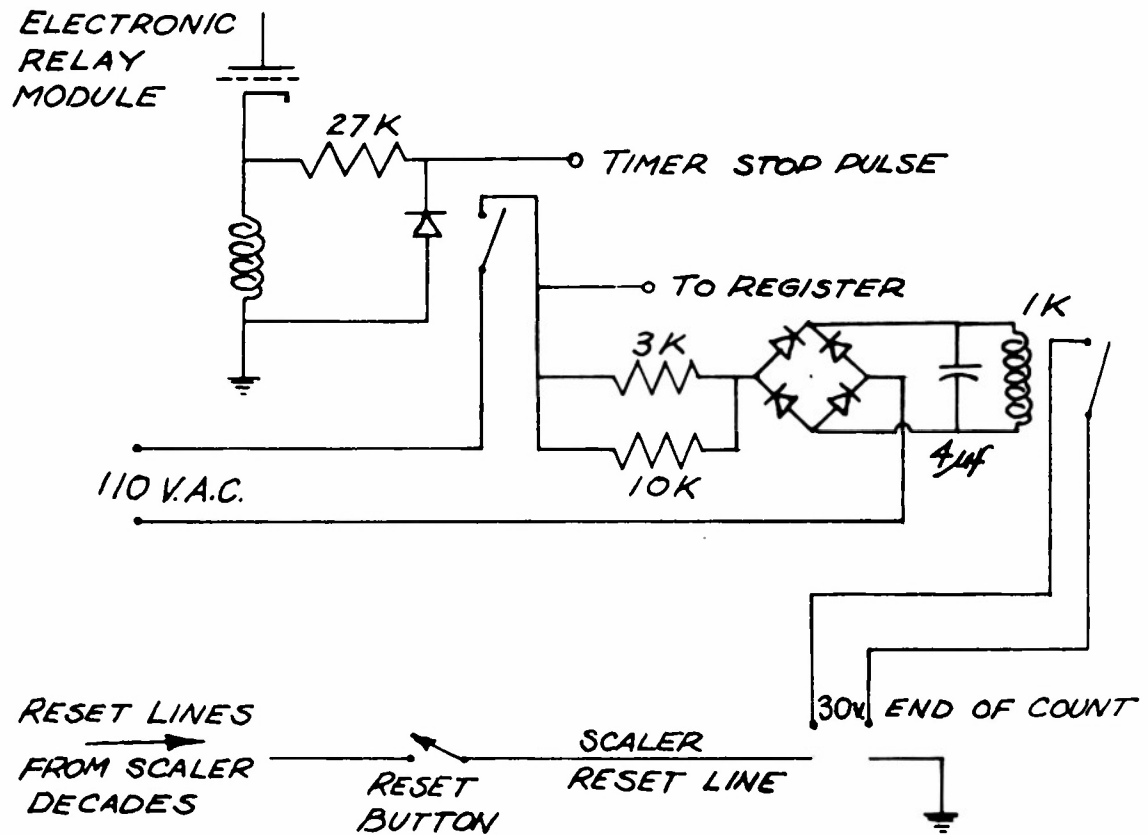 ELECTRONIC
RELAY
MODULE
27K
TIMER STOP PULSE
TO REGISTER
1K
3K
10K
4μf
110 V.A.C.
30v. END OF COUNT
RESET LINES
FROM SCALER
DECADES
RESET
BUTTON
SCALER
RESET LINE